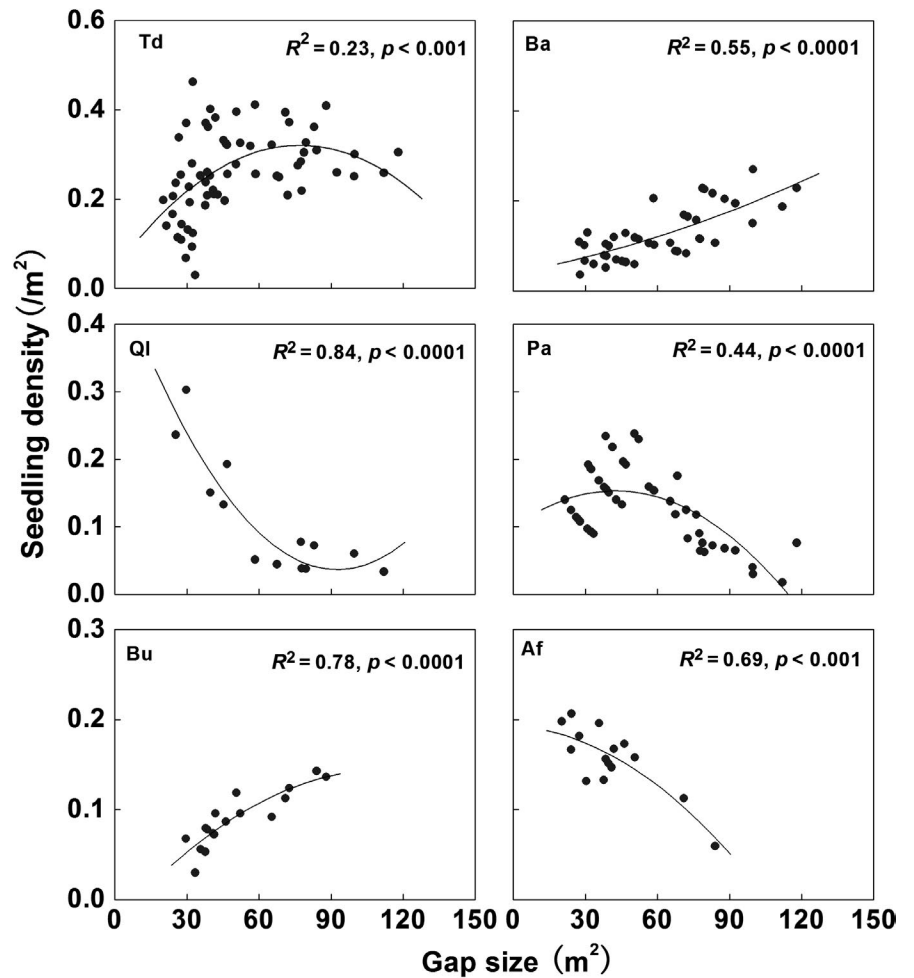 0.6
Td
R² = 0.23, p < 0.001
Ba
R² = 0.55, p < 0.0001
0.4
0.2
0.0
0.4
Ql
R² = 0.84, p < 0.0001
Pa
R² = 0.44, p < 0.0001
0.3
0.2
0.1
0.0
Seedling density (/m²)
0.3
Bu
R² = 0.78, p < 0.0001
Af
R² = 0.69, p < 0.001
0.2
0.1
0.0
0 30 60 90 120 150 0 30 60 90 120 150
Gap size (m²)